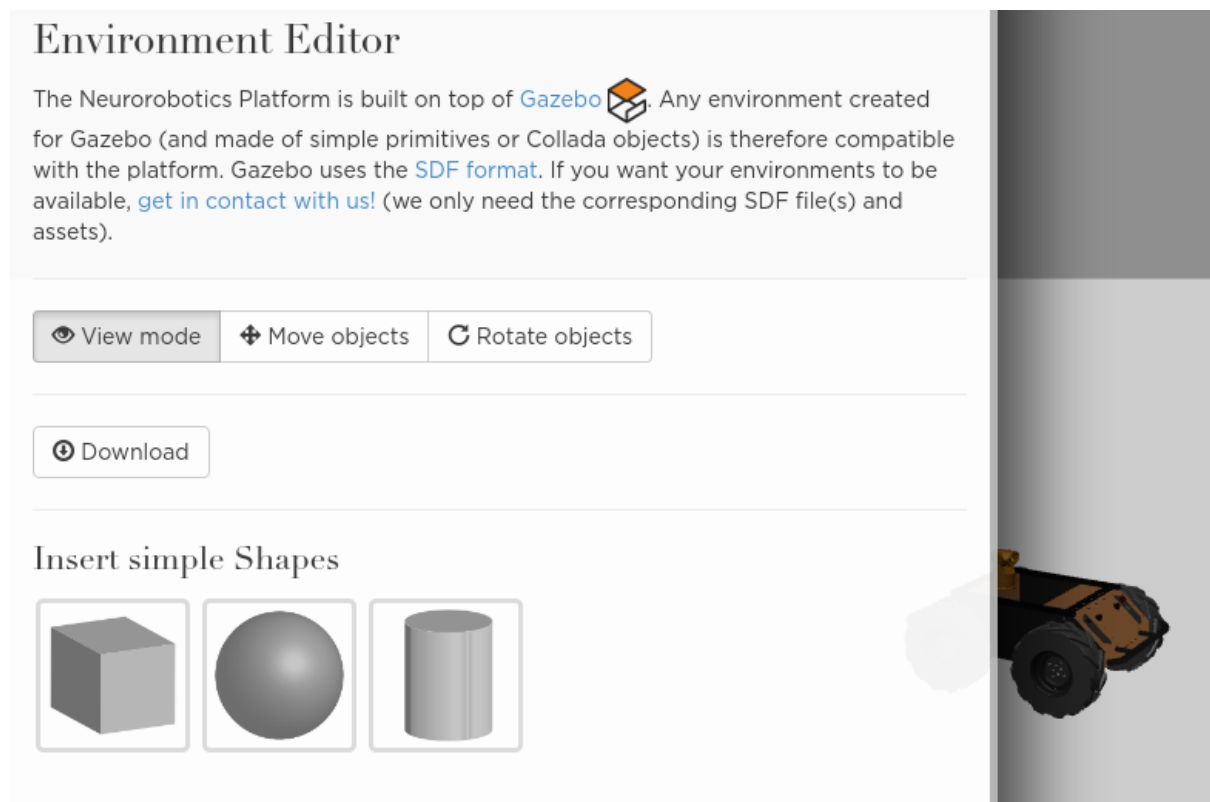 Environment Editor
The Neurorobotics Platform is built on top of Gazebo. Any environment created
for Gazebo (and made of simple primitives or Collada objects) is therefore compatible
with the platform. Gazebo uses the SDF format. If you want your environments to be
available, get in contact with us! (we only need the corresponding SDF file(s) and
assets).
View mode Move objects Rotate objects
Download
Insert simple Shapes